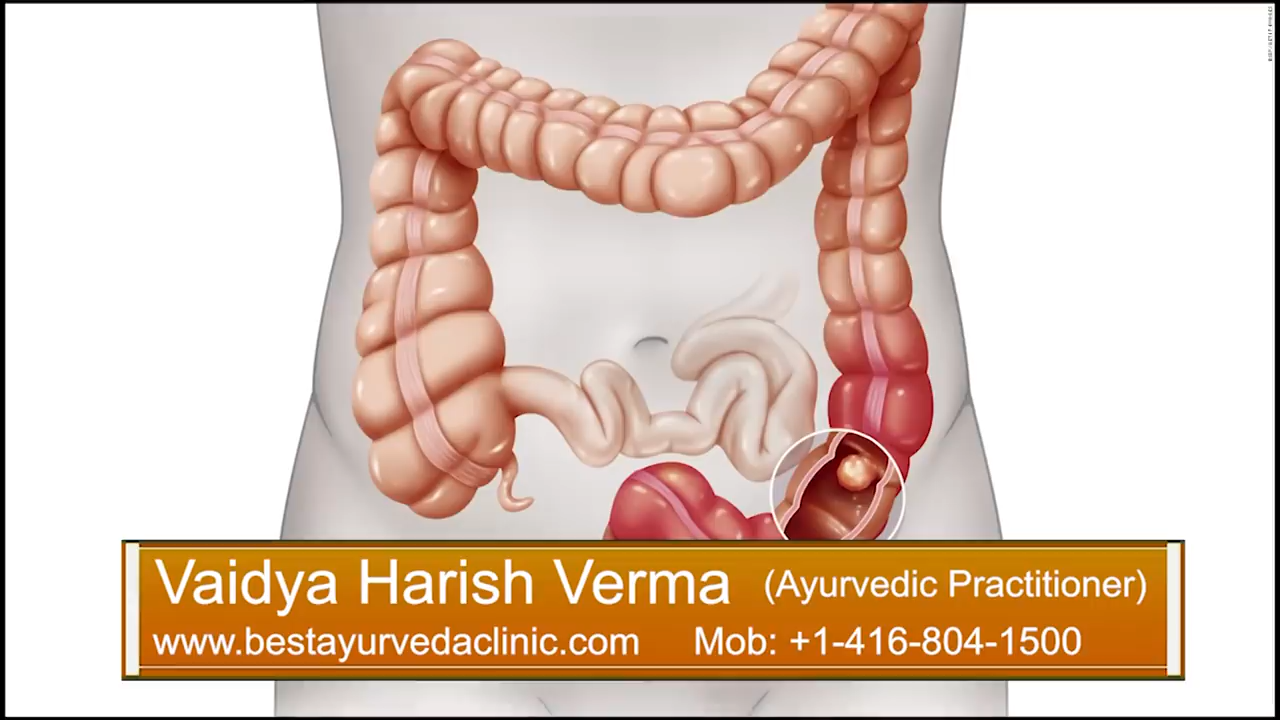 Vaidya Harish Verma (Ayurvedic Practitioner)
www.bestayurvedaclinic.com Mob: +1-416-804-1500